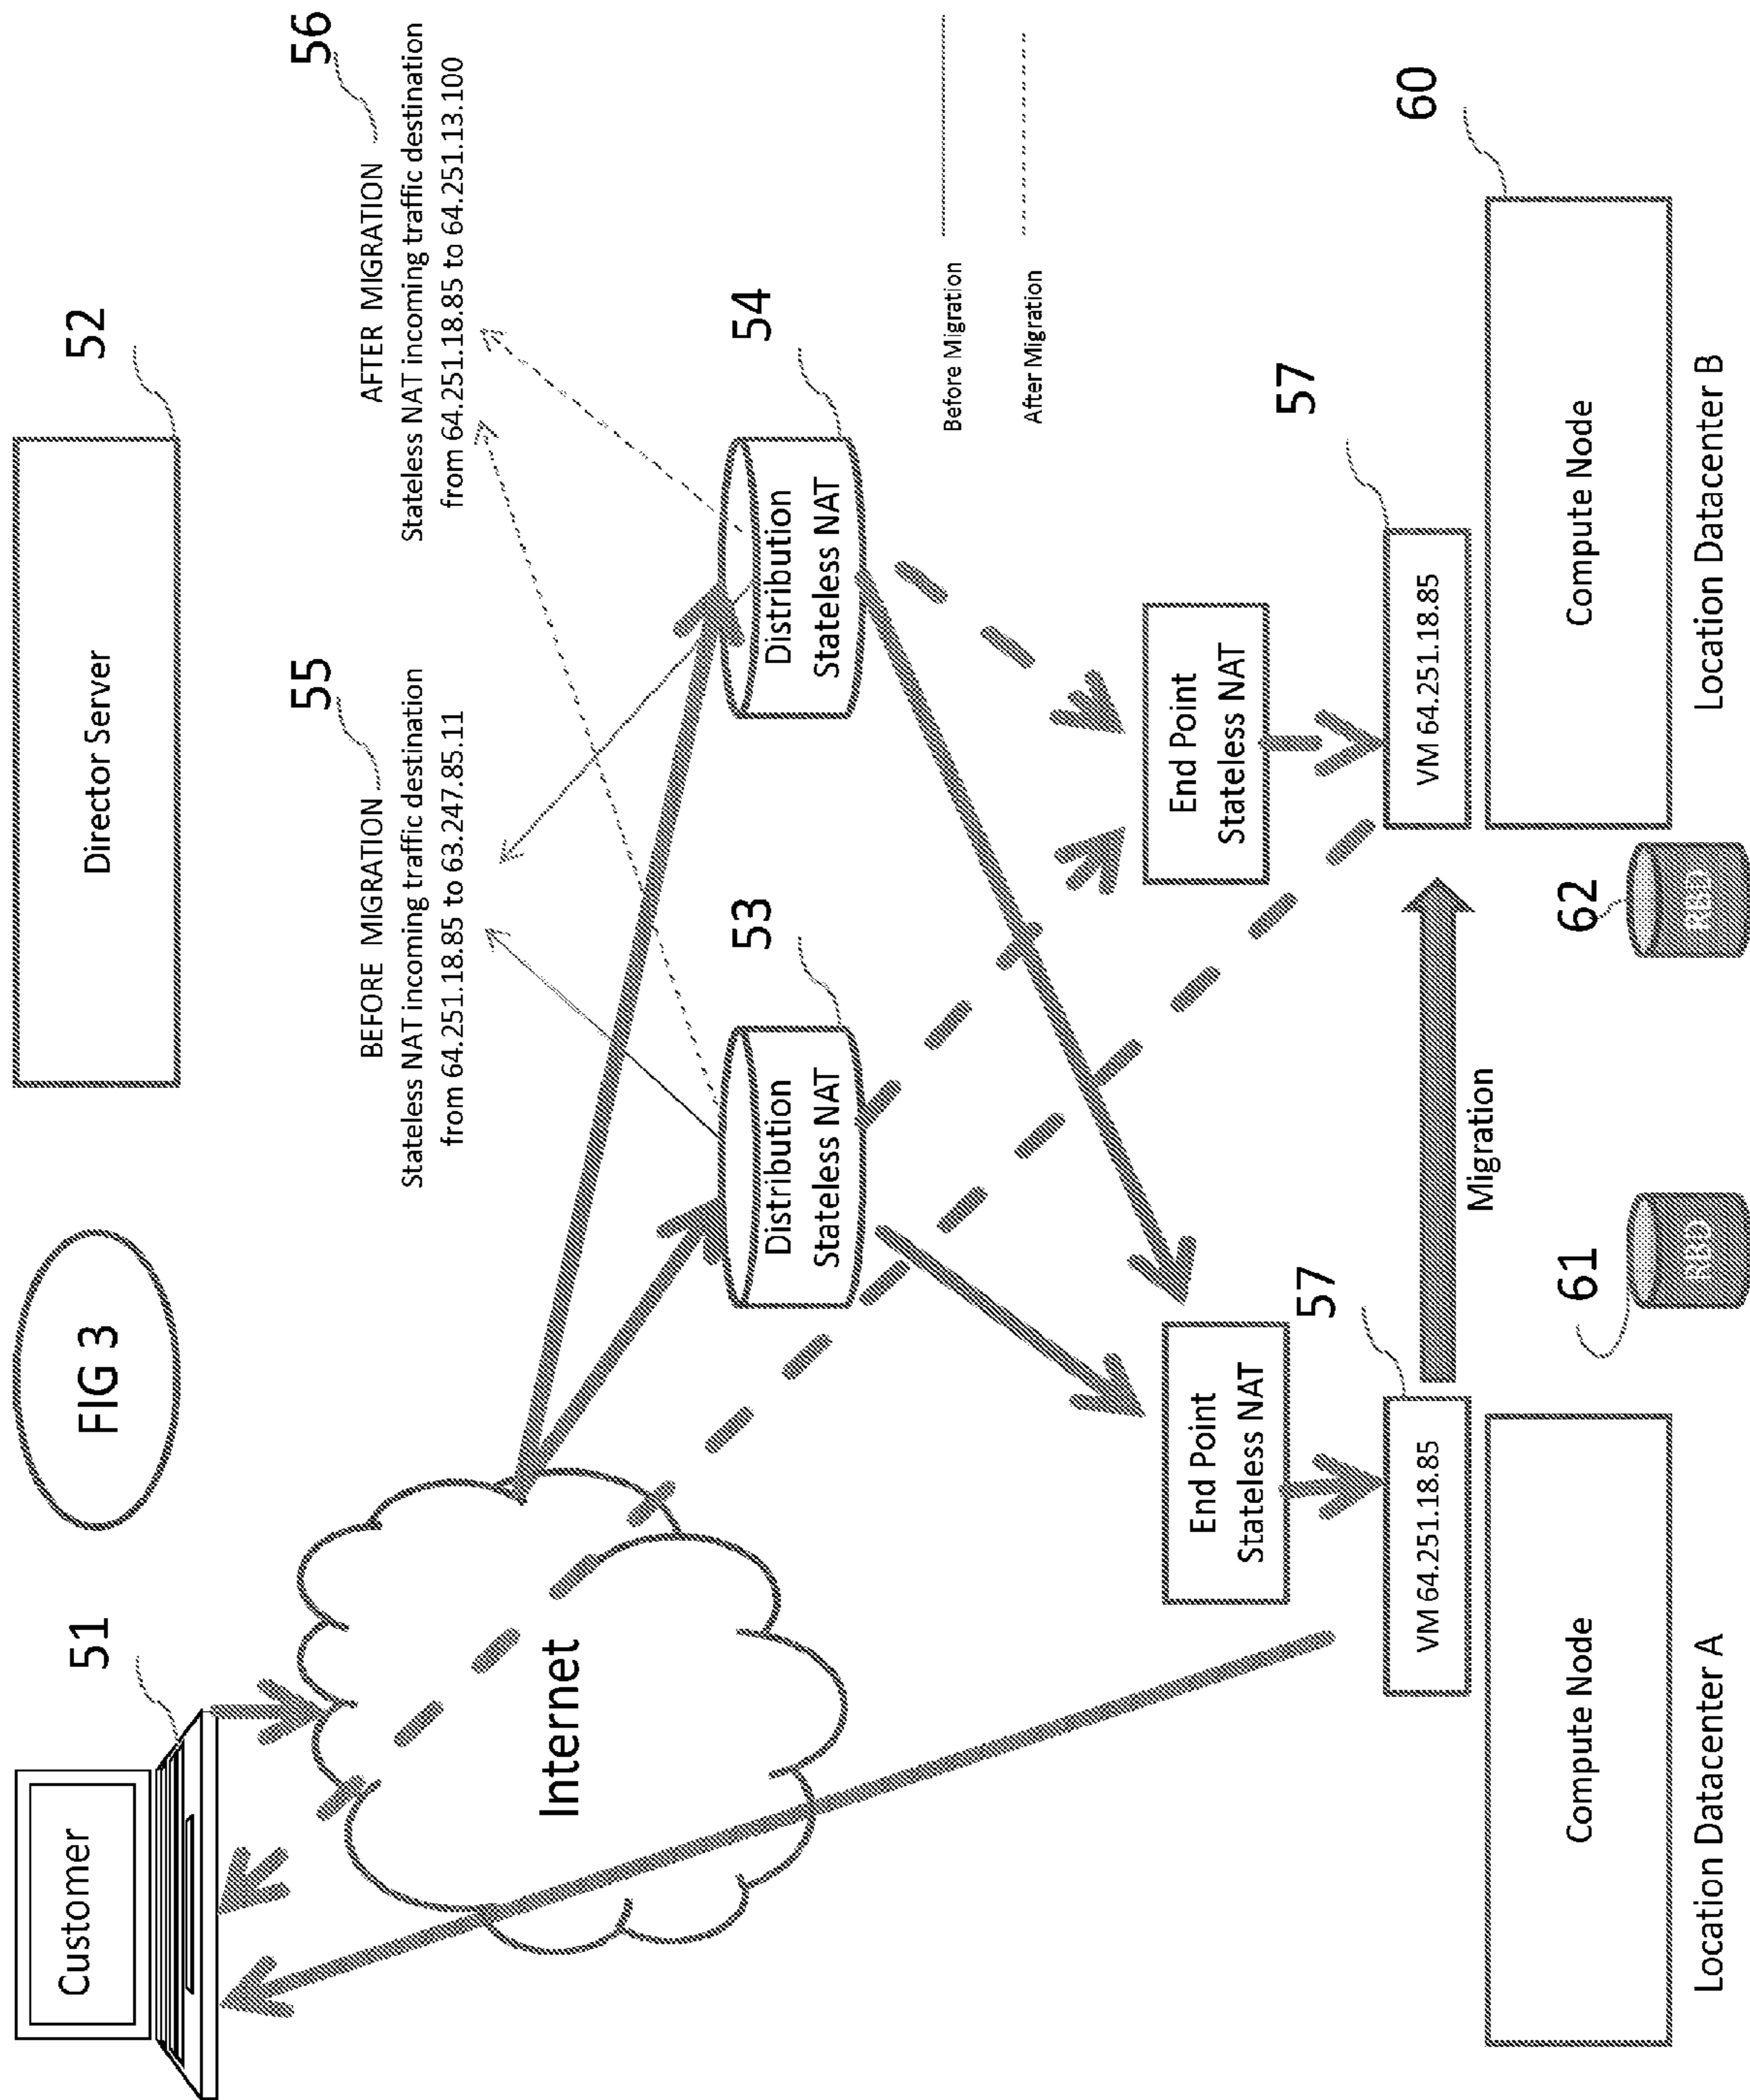 FIG 3
Customer
51
Director Server
52
Internet
BEFORE MIGRATION
55
Stateless NAT incoming traffic destination
from 64.251.18.85 to 63.247.85.11
AFTER MIGRATION
56
Stateless NAT incoming traffic destination
from 64.251.18.85 to 64.251.13.100
53
Distribution
Stateless NAT
54
Distribution
Stateless NAT
Before Migration
After Migration
End Point
Stateless NAT
End Point
Stateless NAT
57
VM 64.251.18.85
57
VM 64.251.18.85
60
Migration
Compute Node
61
RBD
62
RBD
Compute Node
Location Datacenter A
Location Datacenter B